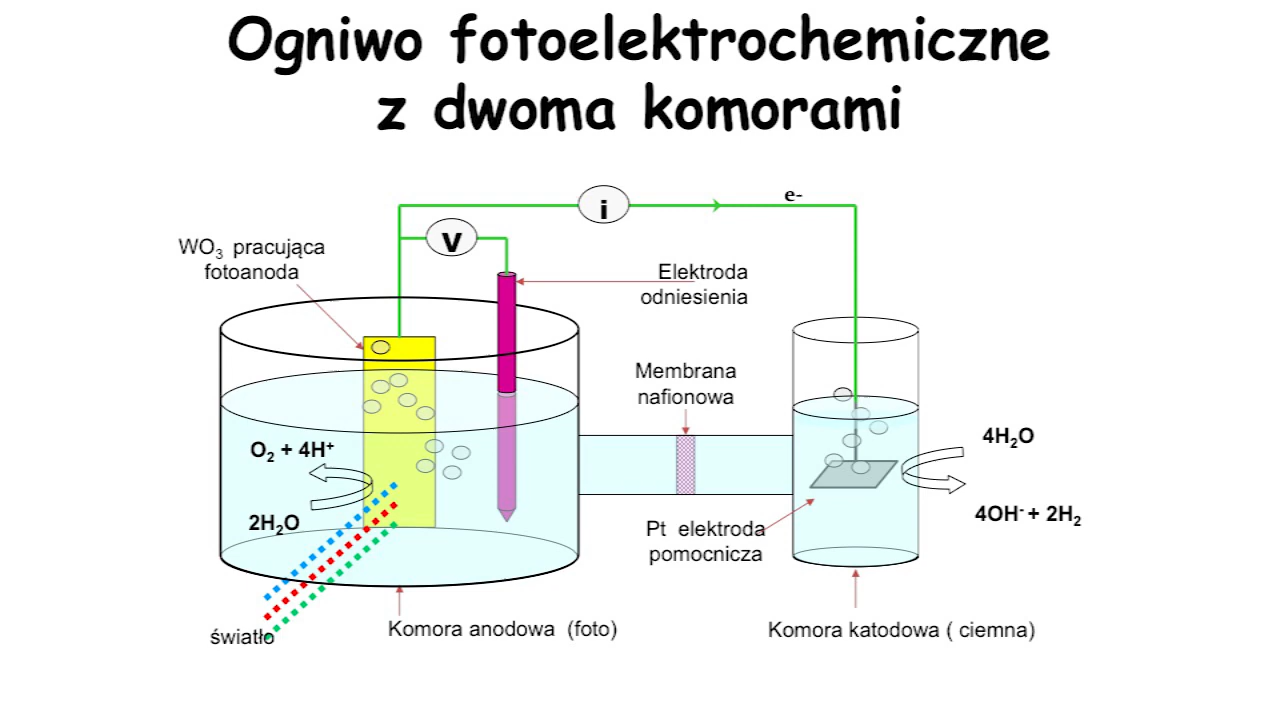 Ogniwo fotoelektrochemiczne
z dwoma komorami
e-
i
V
WO₃ pracująca
fotoanoda
Elektroda
odniesienia
Membrana
nafionowa
O₂ + 4H⁺
2H₂O
4H₂O
4OH⁻ + 2H₂
Pt elektroda
pomocnicza
światło
Komora anodowa (foto)
Komora katodowa ( ciemna)